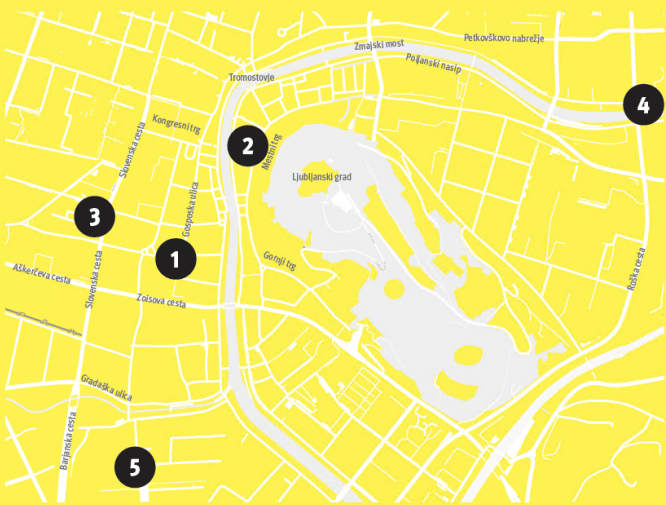 Petkovškovo nabrežje
Zmajski most
Poljanski nasip
Tromostovje
4
Kongresni trg
Slovenska cesta
2
Mestni trg
Ljubljanski grad
3
Gosposka ulica
1
Gornji trg
Roška cesta
Aškerčeva cesta
Slovenska cesta
Zoisova cesta
Gradaška ulica
Barjanska cesta
5